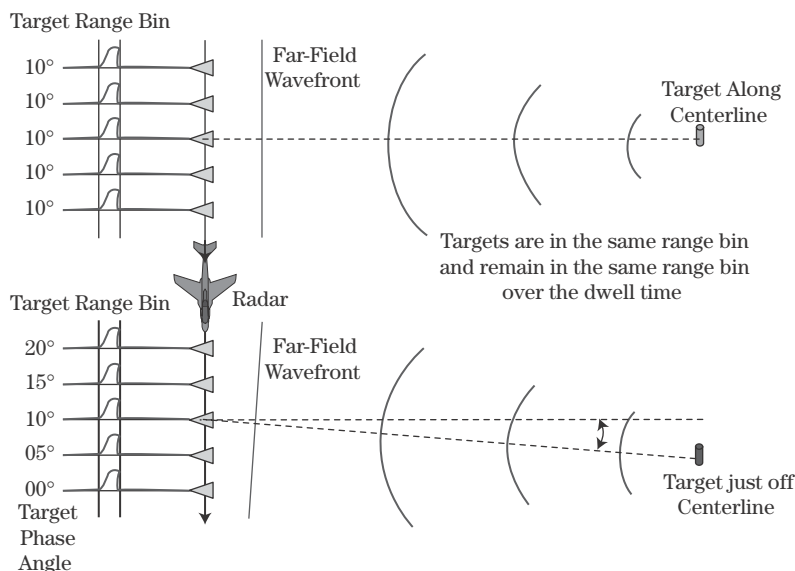 Target Range Bin
10°
10°
10°
10°
10°
Far-Field
Wavefront
Target Along
Centerline
Targets are in the same range bin
and remain in the same range bin
over the dwell time
Radar
Target Range Bin
20°
15°
10°
05°
00°
Target
Phase
Angle
Far-Field
Wavefront
Target just off
Centerline